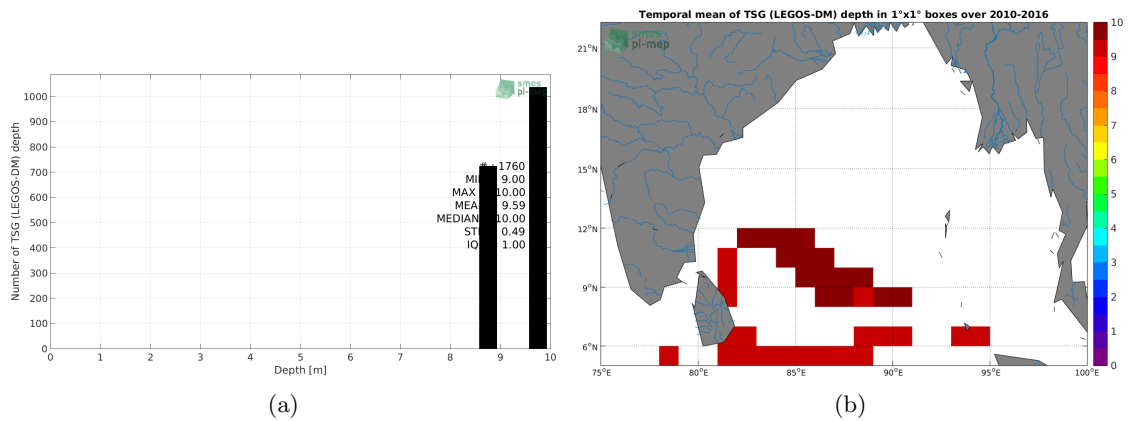 Number of TSG (LEGOS-DM) depth
1000
900
800
700
600
500
400
300
200
100
0
0 1 2 3 4 5 6 7 8 9 10
Depth [m]
smos
pi-mep
# : 1760
9.00
MAX 10.00
9.59
MEDIAN 10.00
0.49
1.00
(a)
Temporal mean of TSG (LEGOS-DM) depth in 1°x1° boxes over 2010-2016
smos
pi-mep
21°N
18°N
15°N
12°N
9°N
6°N
75°E 80°E 85°E 90°E 95°E 100°E
10
9
8
7
6
5
4
3
2
1
0
(b)